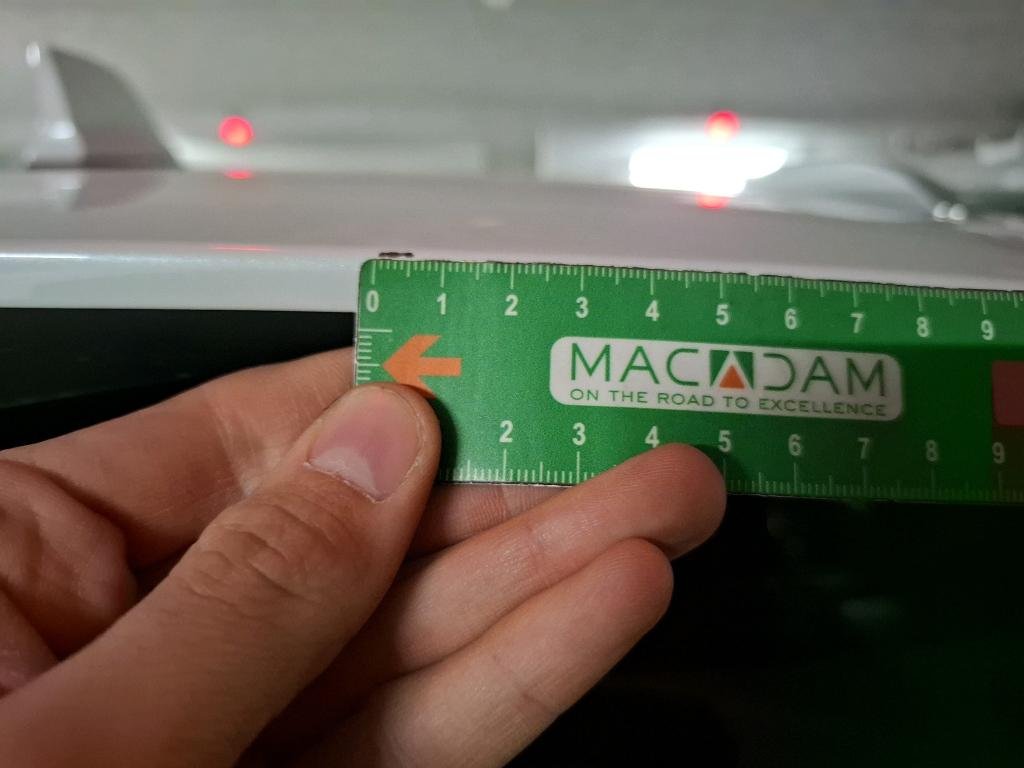 0 1 2 3 4 5 6 7 8 9
MACADAM
ON THE ROAD TO EXCELLENCE
2 3 4 5 6 7 8 9